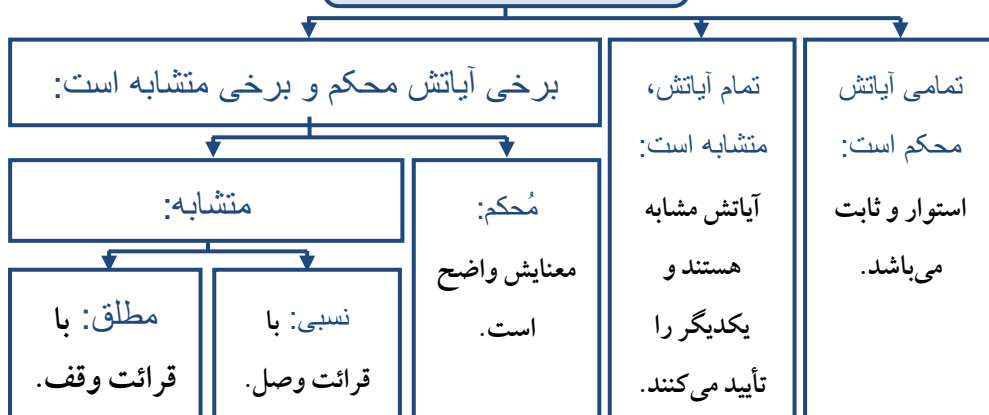 تمامی آیاتش
محکم است:
استوار و ثابت
می‌باشد.
تمام آیاتش،
متشابه است:
آیاتش مشابه
هستند و
یکدیگر را
تأیید می‌کنند.
برخی آیاتش محکم و برخی متشابه است:
مُحکم:
معنایش واضح
است.
متشابه:
نسبی: با
قرائت وصل.
مطلق: با
قرائت وقف.